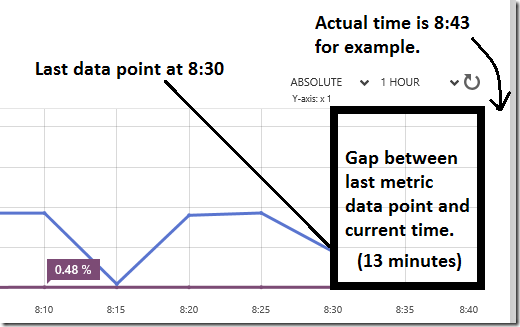 Actual time is 8:43
for example.
Last data point at 8:30
ABSOLUTE
1 HOUR
Y-axis: x 1
Gap between
last metric
data point and
current time.
(13 minutes)
0.48 %
8:10
8:15
8:20
8:25
8:30
8:35
8:40